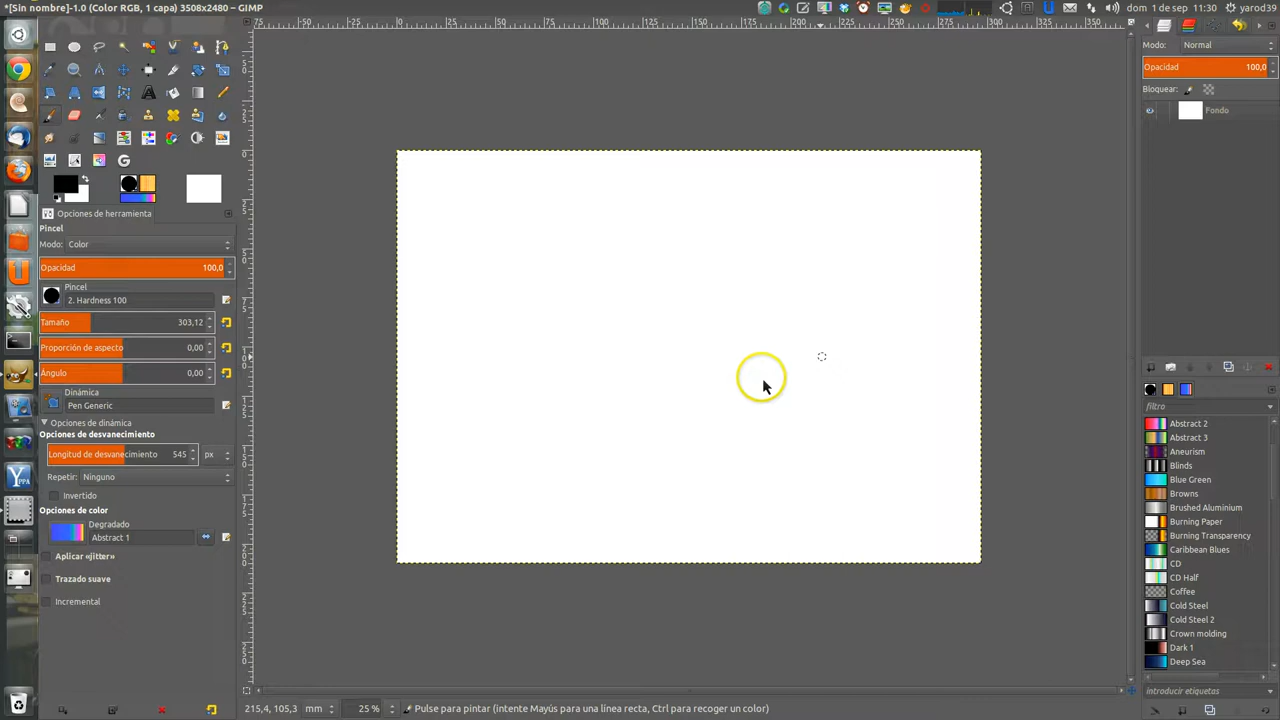 *[Sin nombre]-1.0 (Color RGB, 1 capa) 3508x2480 – GIMP
dom 1 de sep 11:30 yarod39
Opciones de herramienta
Pincel
Modo: Color
Opacidad 100,0
Pincel
2. Hardness 100
Tamaño 303,12
Proporción de aspecto 0,00
Ángulo 0,00
Dinámica
Pen Generic
Opciones de dinámica
Opciones de desvanecimiento
Longitud de desvanecimiento 545 px
Repetir: Ninguno
Invertido
Opciones de color
Degradado
Abstract 1
Aplicar «jitter»
Trazado suave
Incremental
215,4, 105,3 mm 25 % Pulse para pintar (intente Mayús para una línea recta, Ctrl para recoger un color)
Modo: Normal
Opacidad 100,0
Bloquear:
Fondo
filtro
Abstract 2
Abstract 3
Aneurism
Blinds
Blue Green
Browns
Brushed Aluminium
Burning Paper
Burning Transparency
Caribbean Blues
CD
CD Half
Coffee
Cold Steel
Cold Steel 2
Crown molding
Dark 1
Deep Sea
introducir etiquetas